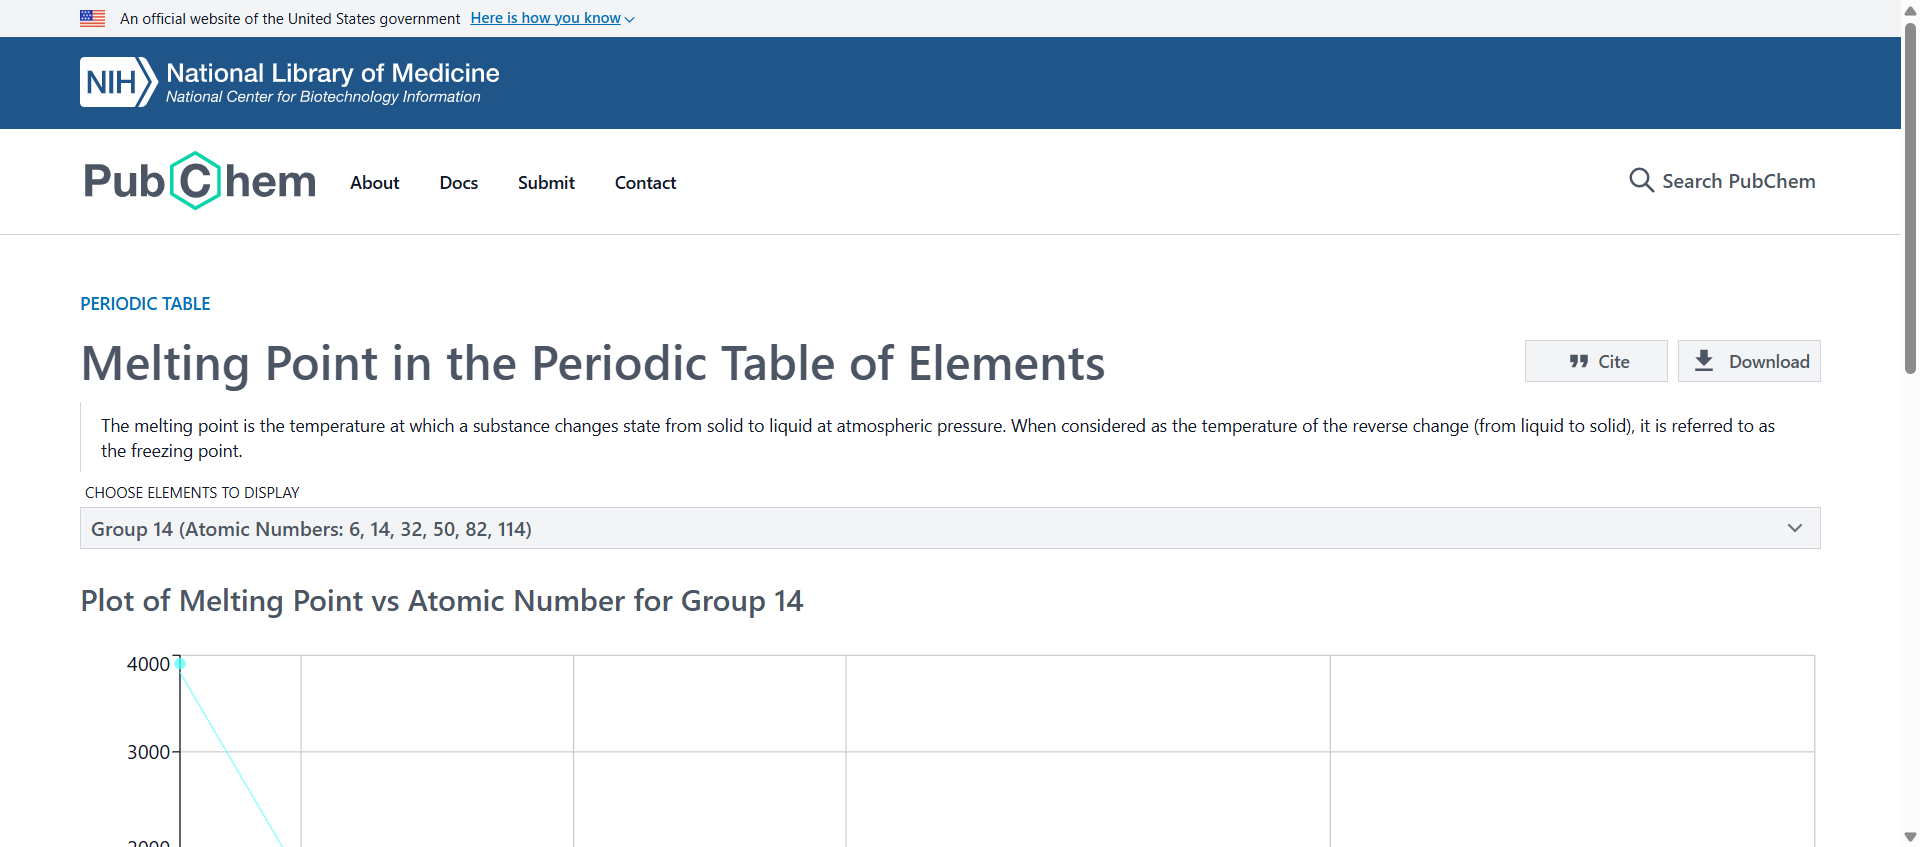 An official website of the United States government Here is how you know
NIH National Library of Medicine
National Center for Biotechnology Information
PubChem About Docs Submit Contact Search PubChem
PERIODIC TABLE
Melting Point in the Periodic Table of Elements
Cite Download
The melting point is the temperature at which a substance changes state from solid to liquid at atmospheric pressure. When considered as the temperature of the reverse change (from liquid to solid), it is referred to as
the freezing point.
CHOOSE ELEMENTS TO DISPLAY
Group 14 (Atomic Numbers: 6, 14, 32, 50, 82, 114)
Plot of Melting Point vs Atomic Number for Group 14
4000
3000